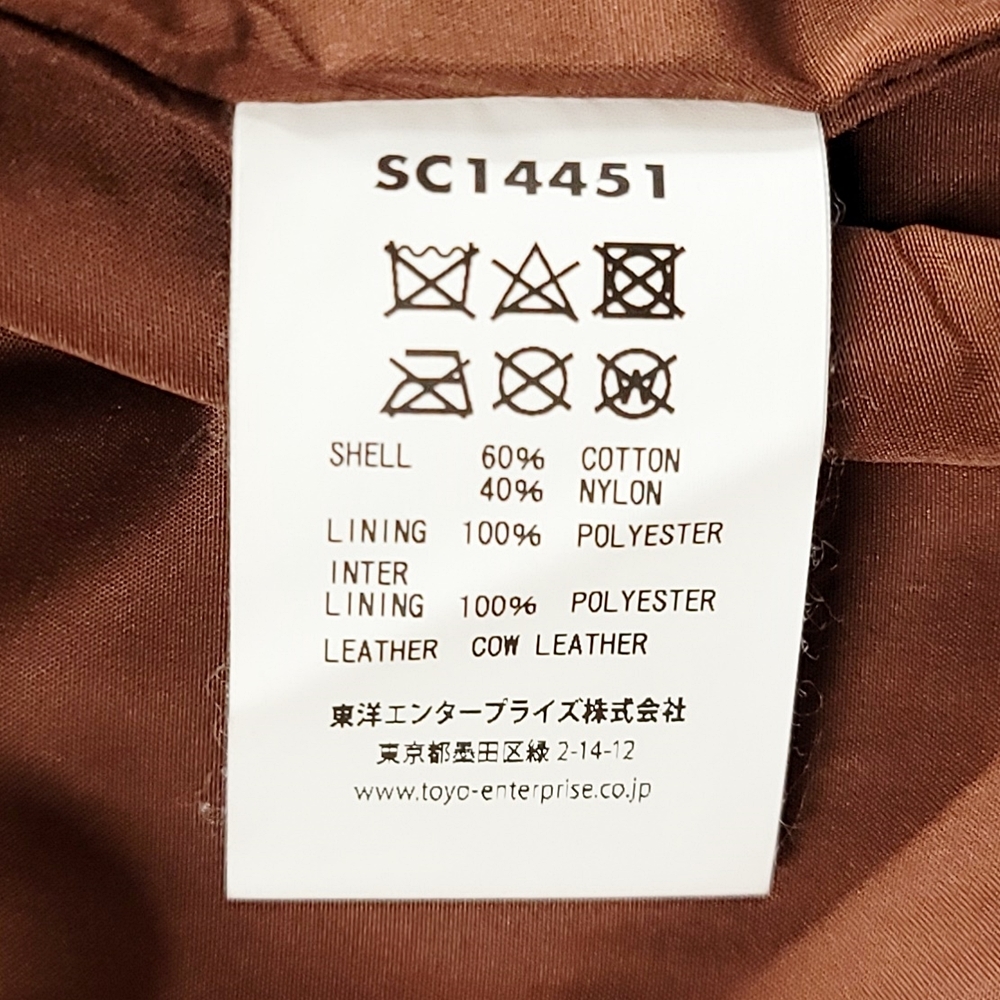 SC14451
W
SHELL 60% COTTON
40% NYLON
LINING 100% POLYESTER
INTER
LINING 100% POLYESTER
LEATHER COW LEATHER
東洋エンタープライズ株式会社
東京都墨田区緑 2-14-12
www.toyo-enterprise.co.jp